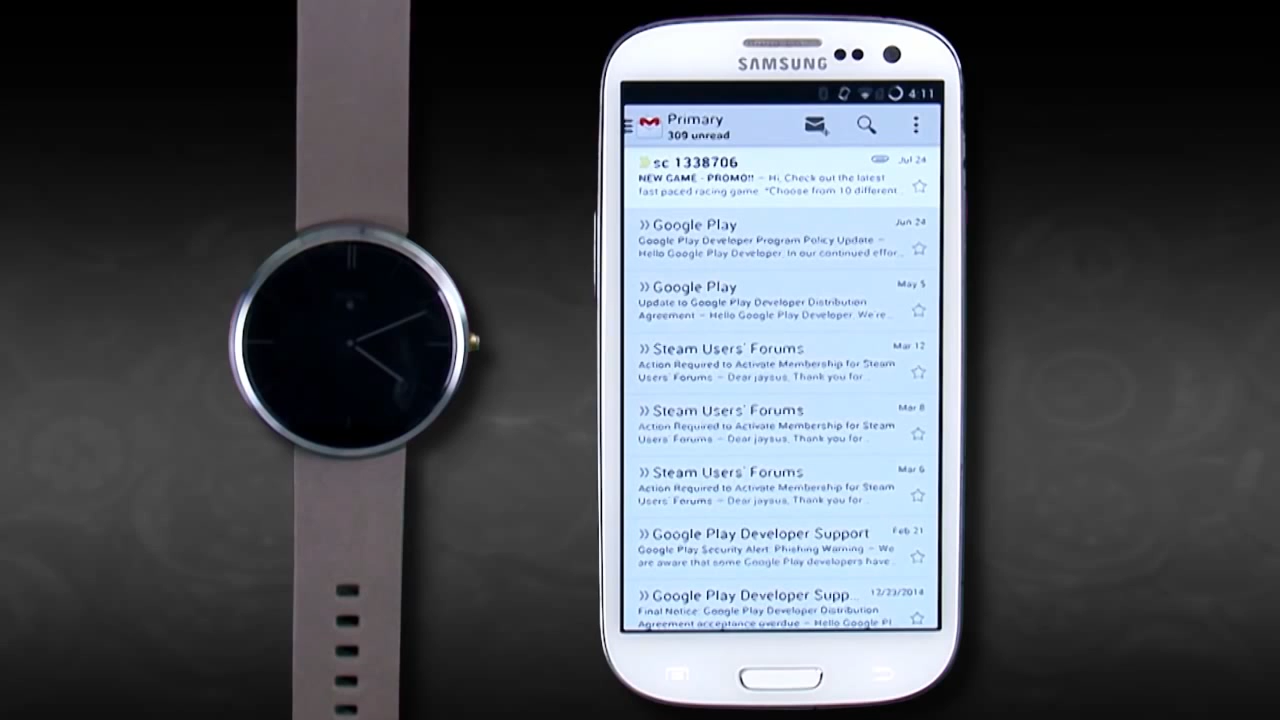 SAMSUNG
4:11
Primary
309 unread
sc 1338706
Jul 24
NEW GAME - PROMO!! – Hi, Check out the latest
fast paced racing game. *Choose from 10 different...
Google Play
Jun 24
Google Play Developer Program Policy Update –
Hello Google Play Developer, In our continued effor...
Google Play
May 5
Update to Google Play Developer Distribution
Agreement – Hello Google Play Developer, We're...
Steam Users' Forums
Mar 12
Action Required to Activate Membership for Steam
Users' Forums – Dear jaysus, Thank you for...
Steam Users' Forums
Mar 8
Action Required to Activate Membership for Steam
Users' Forums – Dear jaysus, Thank you for...
Steam Users' Forums
Mar 6
Action Required to Activate Membership for Steam
Users' Forums – Dear jaysus, Thank you for...
Google Play Developer Support
Feb 21
Google Play Security Alert: Phishing Warning – We
are aware that some Google Play developers have...
Google Play Developer Supp...
12/23/2014
Final Notice: Google Play Developer Distribution
Agreement acceptance overdue – Hello Google Pl